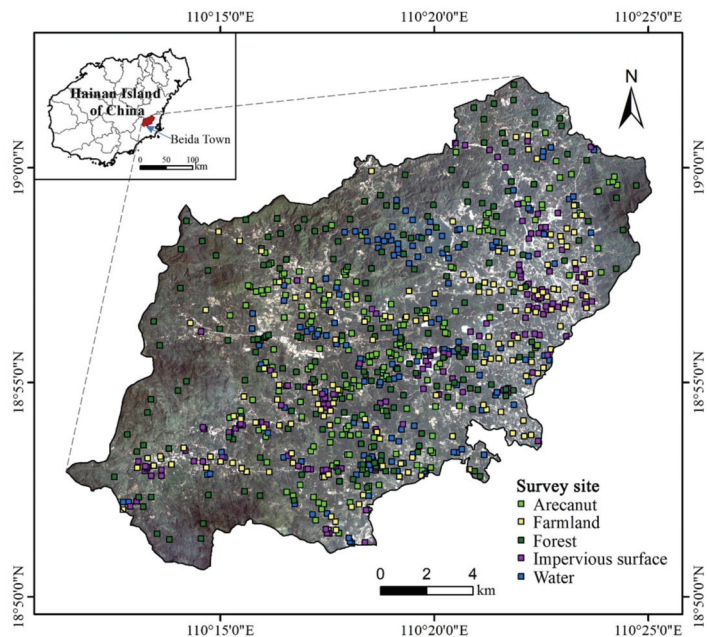 110°15'0"E 110°20'0"E 110°25'0"E
Hainan Island
of China
Beida Town
0 50 100
km
N
19°0'0"N 19°0'0"N
18°55'0"N 18°55'0"N
18°50'0"N 18°50'0"N
Survey site
Arecanut
Farmland
Forest
Impervious surface
Water
0 2 4
km
110°15'0"E 110°20'0"E 110°25'0"E